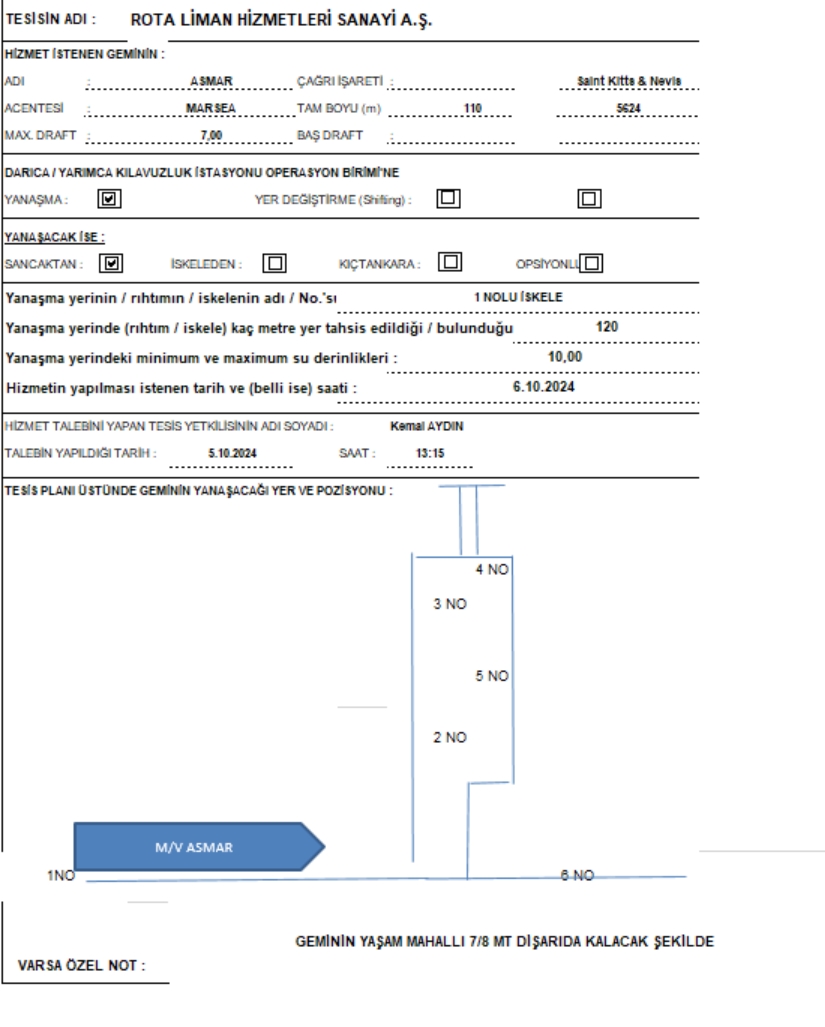 TESİSİN ADI : ROTA LİMAN HİZMETLERİ SANAYİ A.Ş.
HİZMET İSTENEN GEMİNİN :
ADI : ASMAR ÇAĞRI İŞARETİ : Saint Kitts & Nevis
ACENTESİ : MARSEA TAM BOYU (m) 110 5624
MAX. DRAFT : 7,00 BAŞ DRAFT :
DARICA / YARIMCA KILAVUZLUK İSTASYONU OPERASYON BİRİMİ'NE
YANAŞMA : YER DEĞİŞTİRME (Shifting) :
YANAŞACAK İSE :
SANCAKTAN : İSKELEDEN : KIÇTANKARA : OPSİYONLU
Yanaşma yerinin / rıhtımın / iskelenin adı / No.'sı 1 NOLU İSKELE
Yanaşma yerinde (rıhtım / iskele) kaç metre yer tahsis edildiği / bulunduğu 120
Yanaşma yerindeki minimum ve maximum su derinlikleri : 10,00
Hizmetin yapılması istenen tarih ve (belli ise) saati : 6.10.2024
HİZMET TALEBİNİ YAPAN TESİS YETKİLİSİNİN ADI SOYADI : Kemal AYDIN
TALEBİN YAPILDIĞI TARİH : 5.10.2024 SAAT : 13:15
TESİS PLANI ÜSTÜNDE GEMİNİN YANAŞACAĞI YER VE POZİSYONU :
4 NO
3 NO
5 NO
2 NO
M/V ASMAR
1NO 6 NO
GEMİNİN YAŞAM MAHALLİ 7/8 MT DIŞARIDA KALACAK ŞEKİLDE
VARSA ÖZEL NOT :